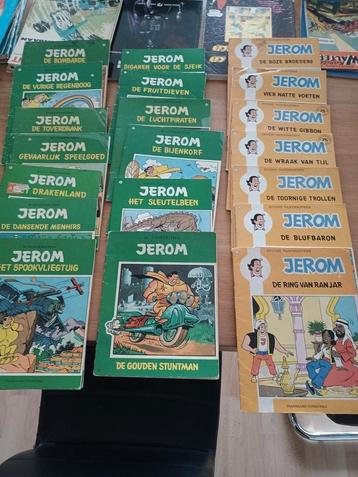 JEROM
DE BOMBARDE
JEROM
DE VURIGE REGENBOOG
JEROM
DE TOVERDRANK
JEROM
GEVAARLIJK SPEELGOED
JEROM
DRAKENLAND
JEROM
DE DANSENDE MENHIRS
JEROM
HET SPOOKVLIEGTUIG
JEROM
SIGAREN VOOR DE SJEIK
JEROM
DE FRUITDIEVEN
JEROM
DE LUCHTPIRATEN
JEROM
DE BIJENKORF
JEROM
HET SLEUTELBEEN
JEROM
DE GOUDEN STUNTMAN
JEROM
DE BOZE BROEDERS
JEROM
VIER NATTE VOETEN
JEROM
DE WITTE GIBBON
JEROM
DE WRAAK VAN TIJL
JEROM
DE TOORNIGE TROLLEN
JEROM
DE BLUFBARON
JEROM
DE RING VAN RANJAR